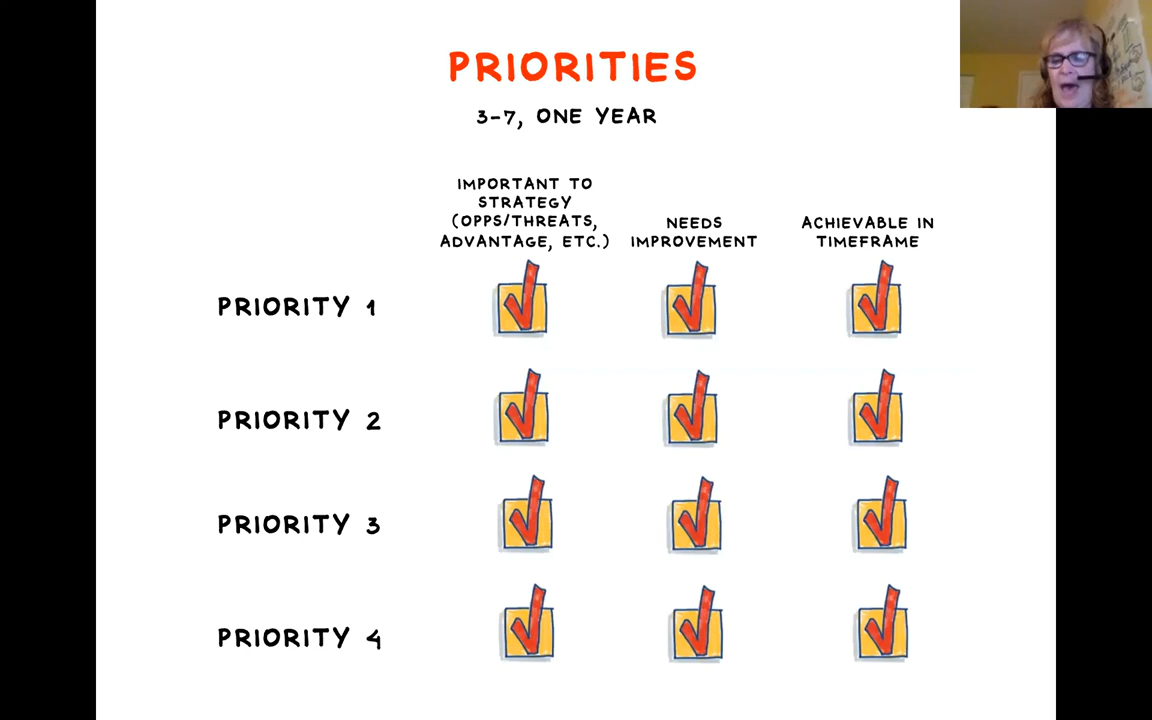 PRIORITIES
3-7, ONE YEAR
IMPORTANT TO
STRATEGY
(OPPS/THREATS,
ADVANTAGE, ETC.)
NEEDS
IMPROVEMENT
ACHIEVABLE IN
TIMEFRAME
PRIORITY 1
PRIORITY 2
PRIORITY 3
PRIORITY 4